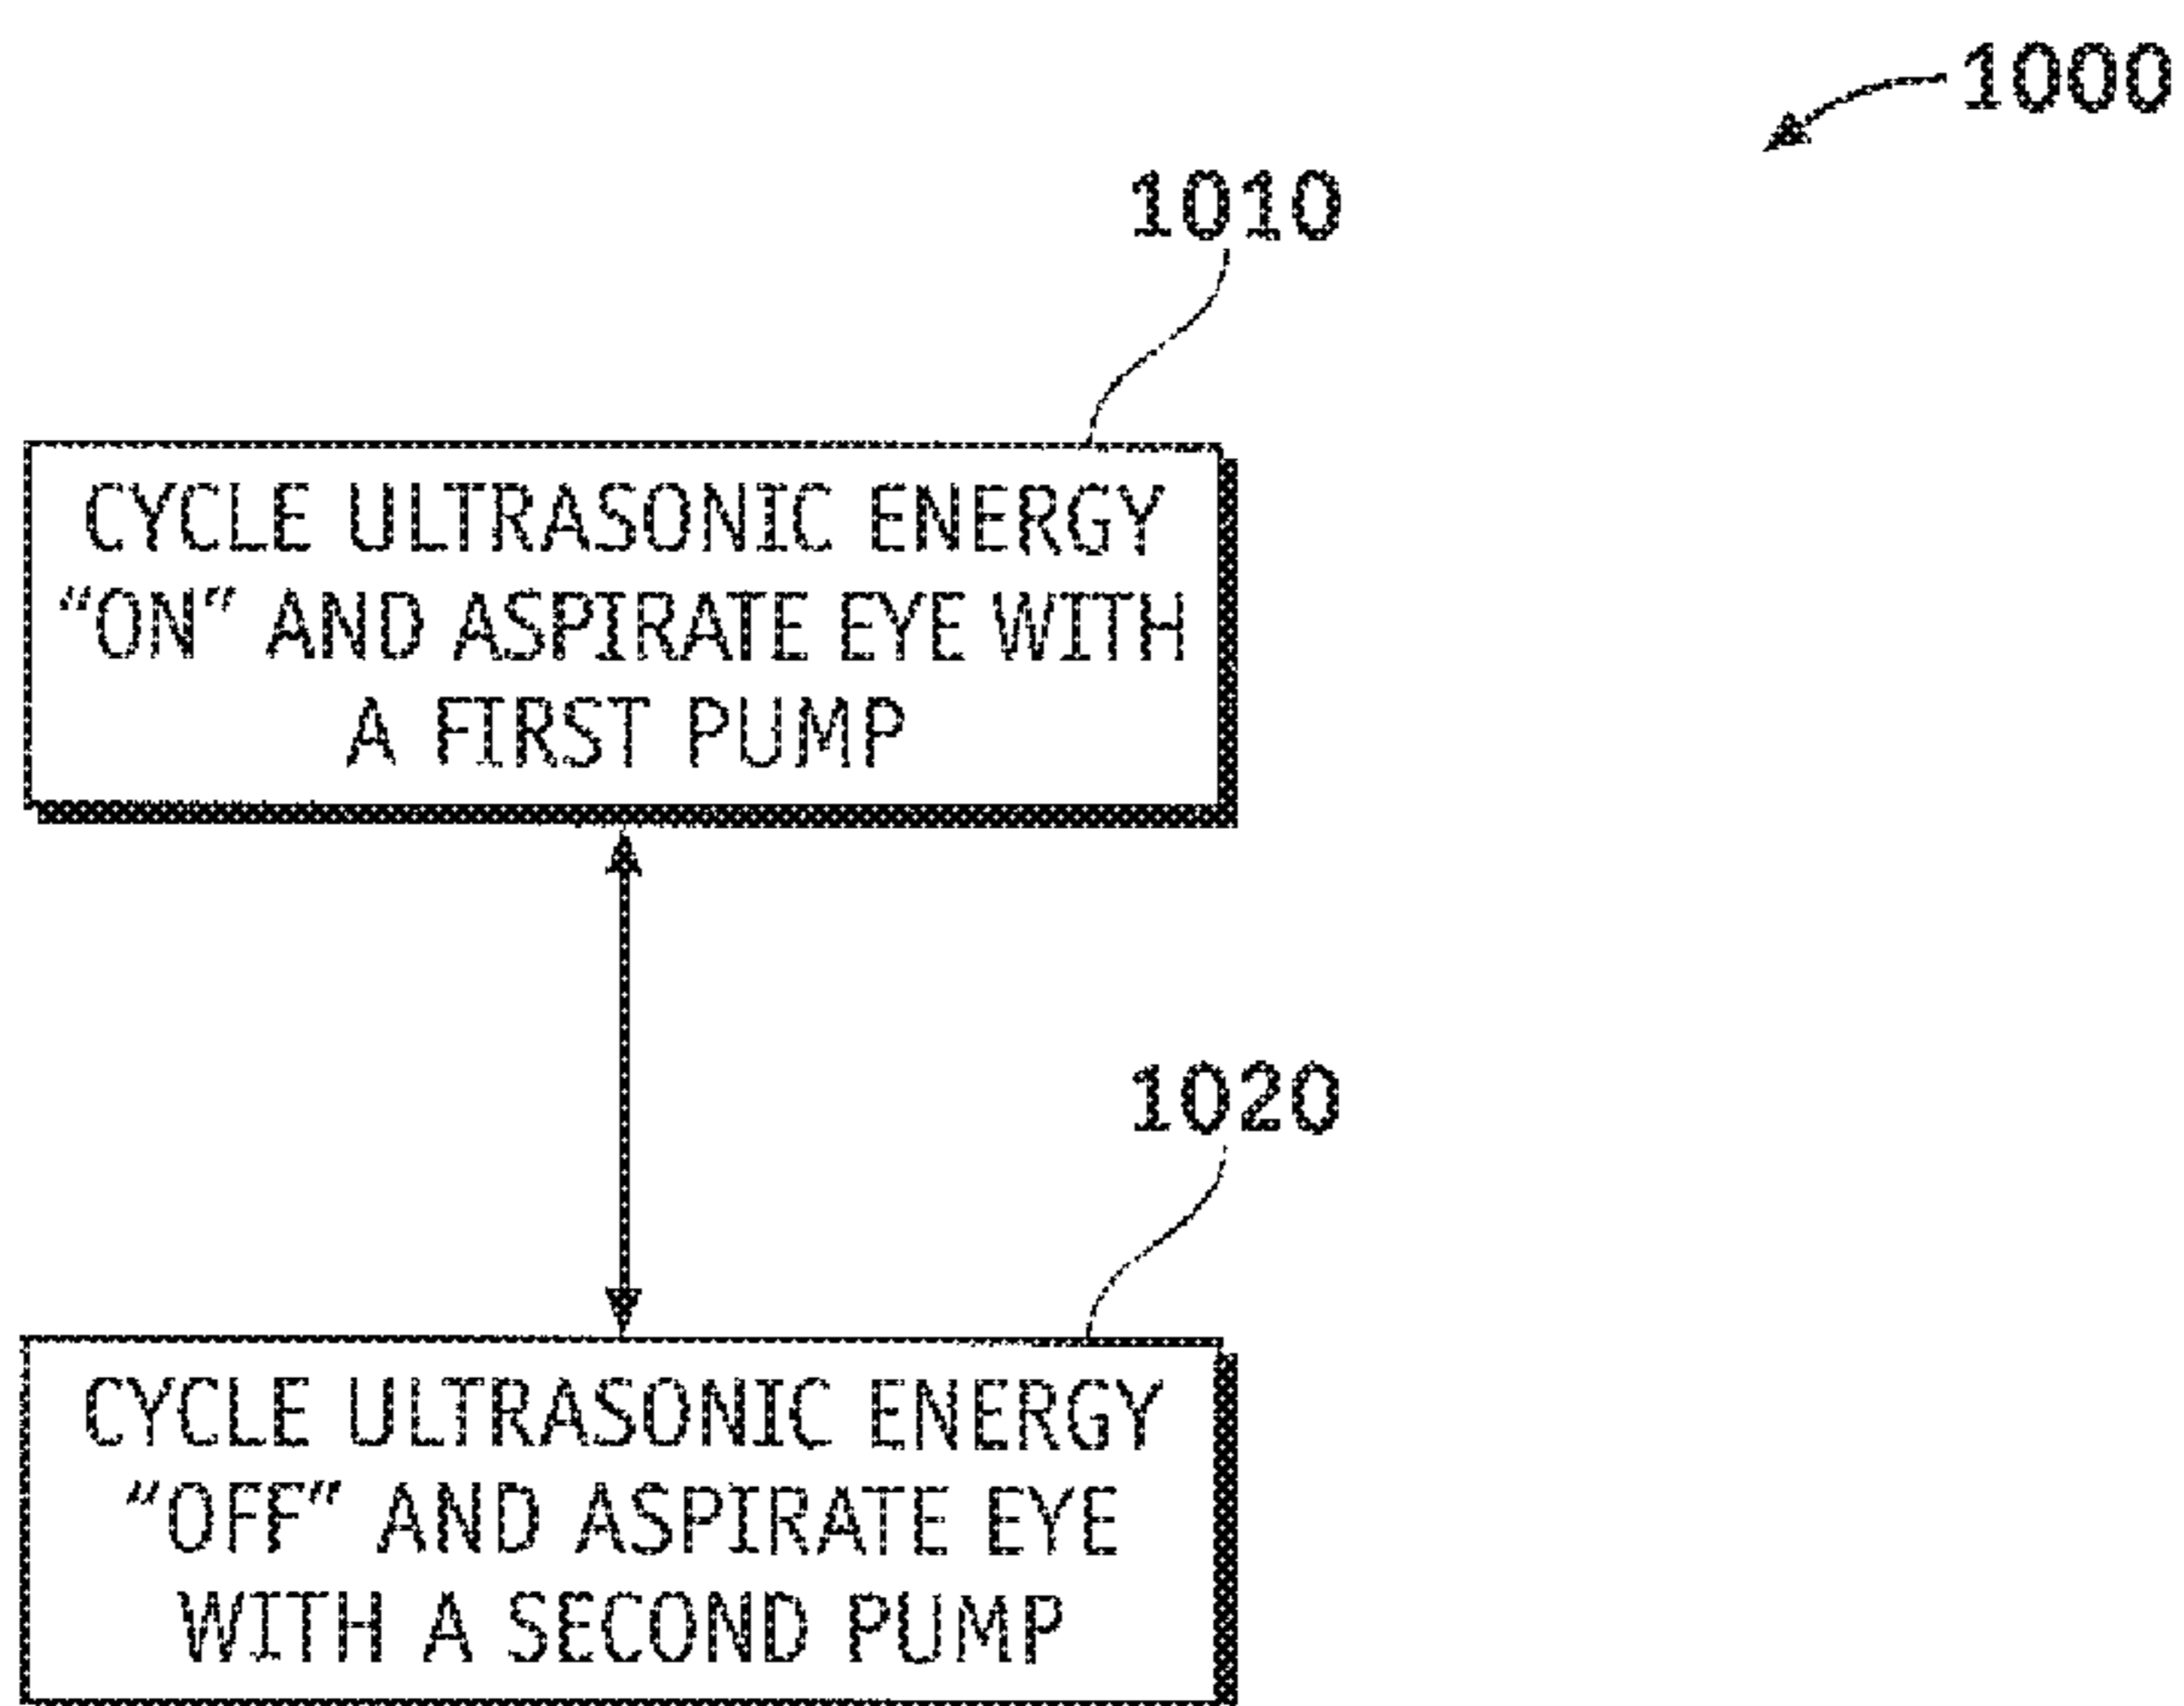 1000
1010
CYCLE ULTRASONIC ENERGY
“ON” AND ASPIRATE EYE WITH
A FIRST PUMP
1020
CYCLE ULTRASONIC ENERGY
“OFF” AND ASPIRATE EYE
WITH A SECOND PUMP